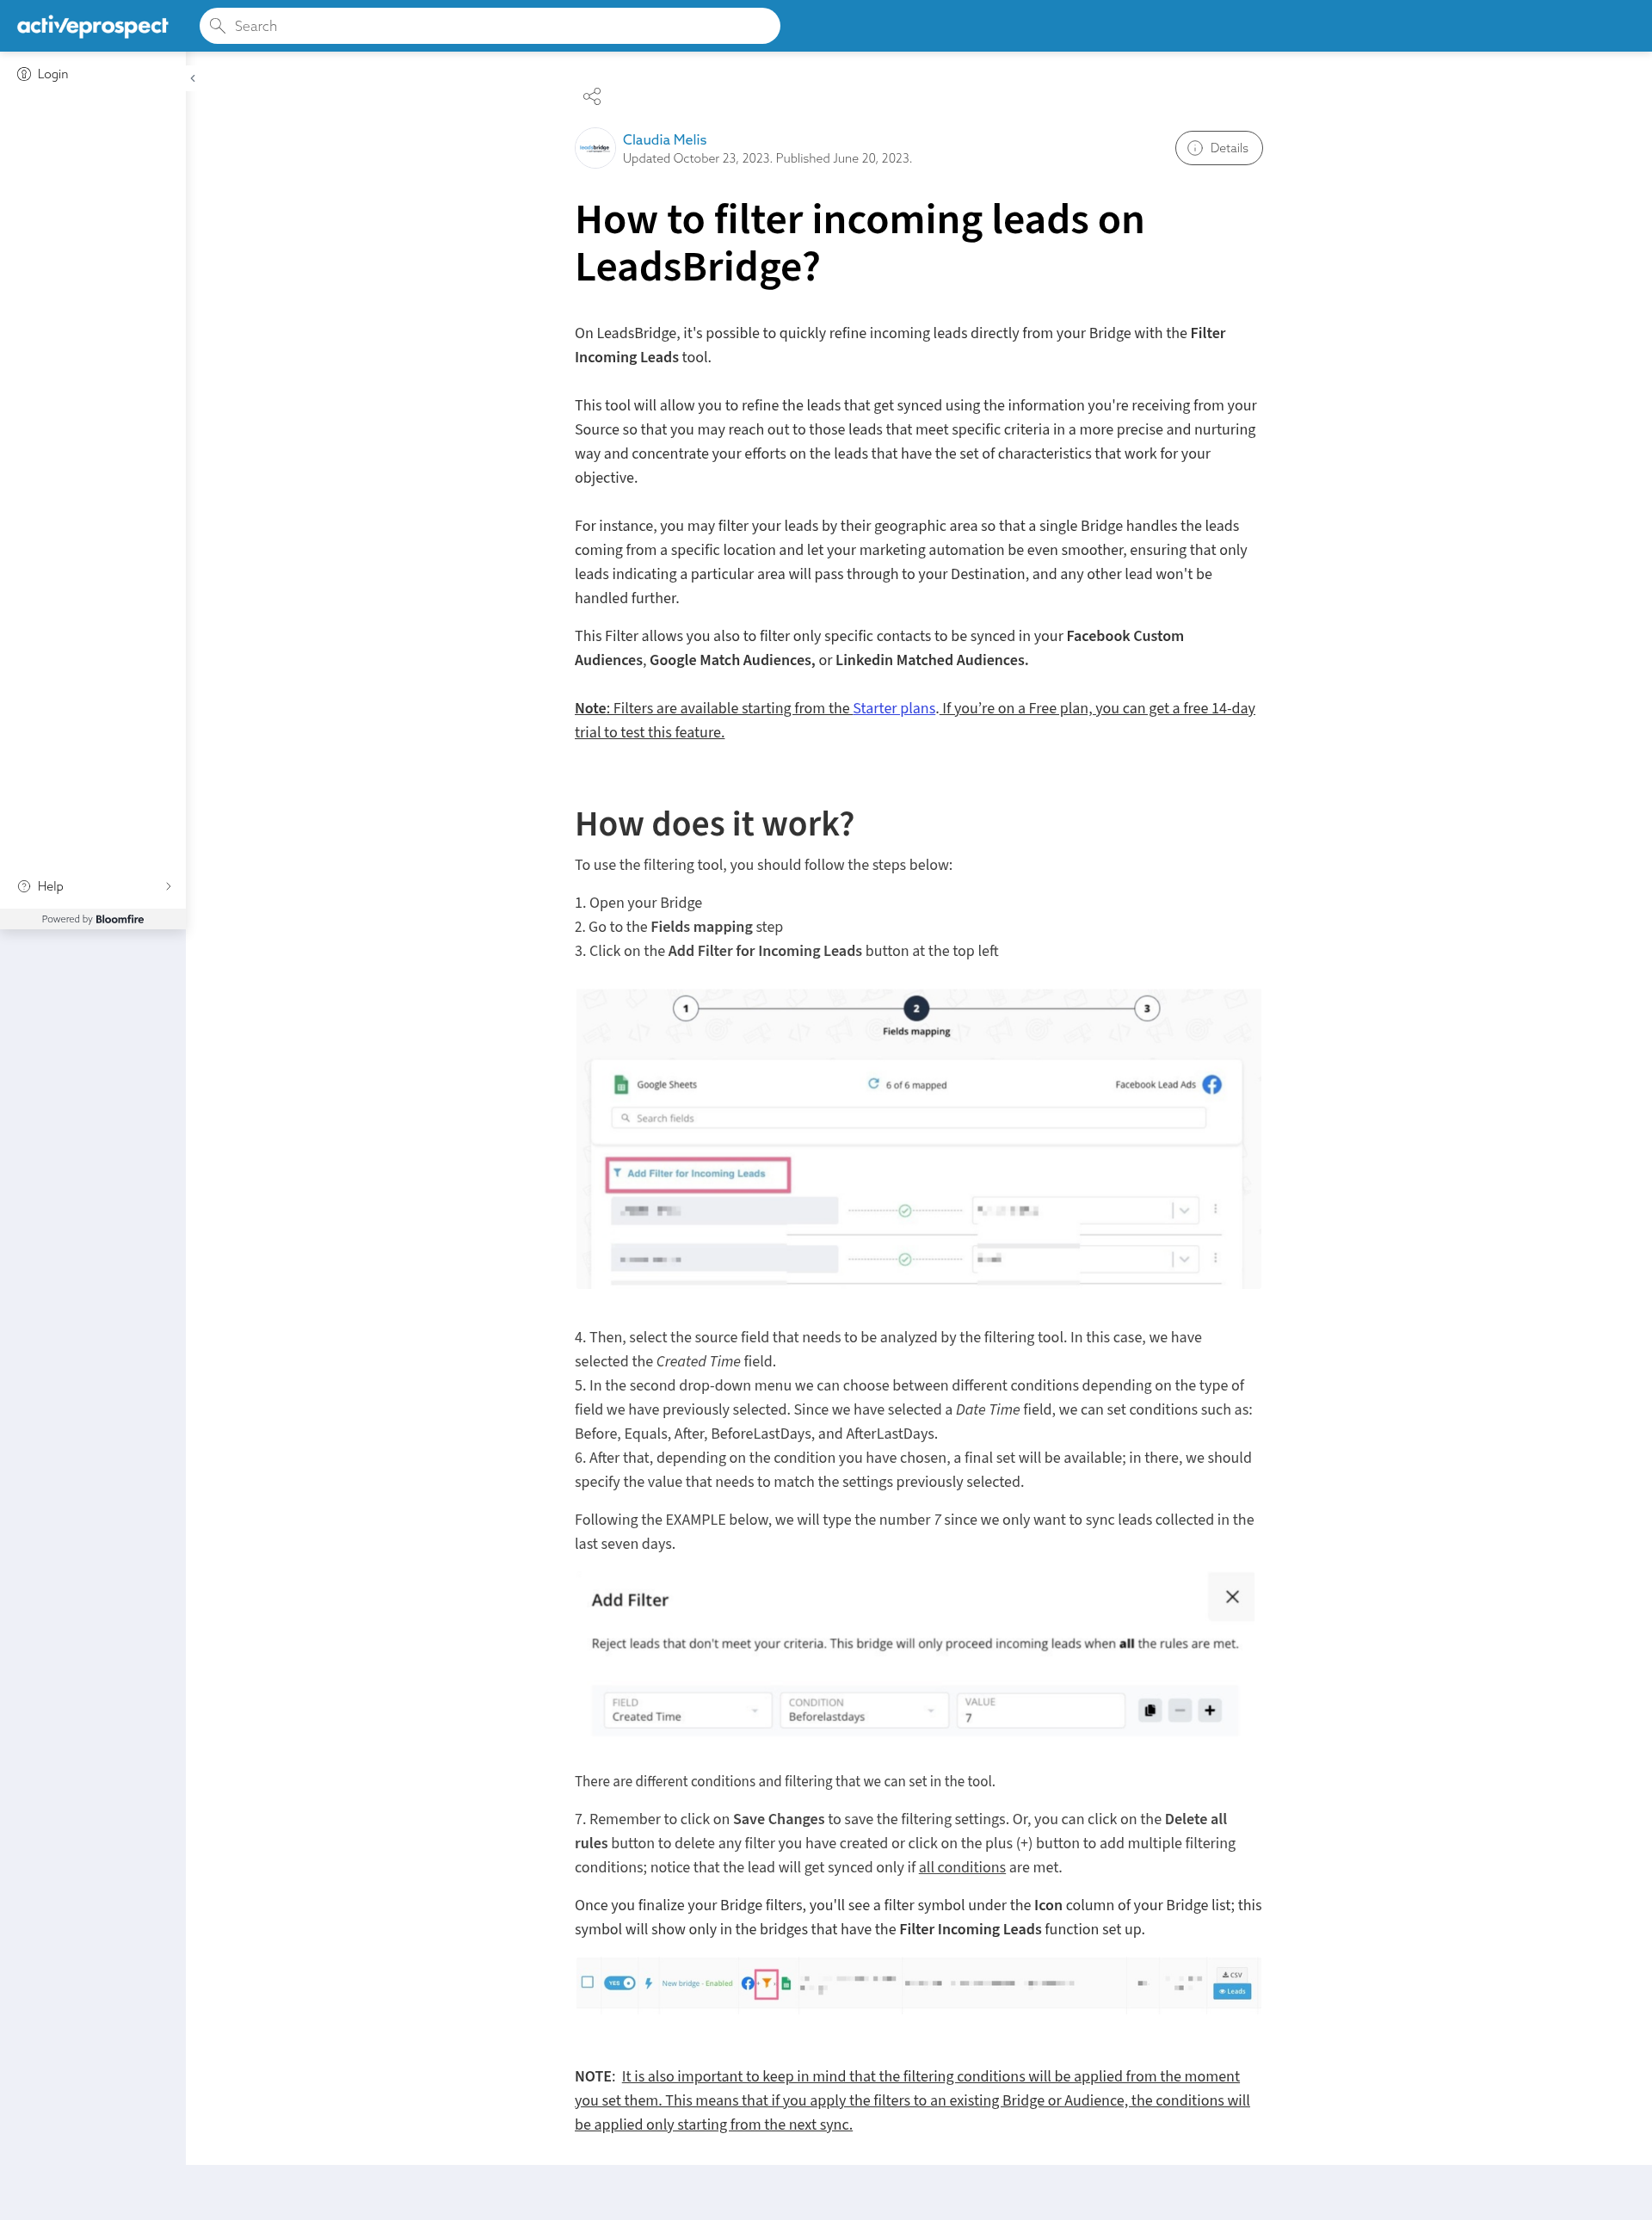 activeprospect
Search
Login
Claudia Melis
Updated October 23, 2023. Published June 20, 2023.
Details
How to filter incoming leads on
LeadsBridge?
On LeadsBridge, it's possible to quickly refine incoming leads directly from your Bridge with the Filter
Incoming Leads tool.
This tool will allow you to refine the leads that get synced using the information you're receiving from your
Source so that you may reach out to those leads that meet specific criteria in a more precise and nurturing
way and concentrate your efforts on the leads that have the set of characteristics that work for your
objective.
For instance, you may filter your leads by their geographic area so that a single Bridge handles the leads
coming from a specific location and let your marketing automation be even smoother, ensuring that only
leads indicating a particular area will pass through to your Destination, and any other lead won't be
handled further.
This Filter allows you also to filter only specific contacts to be synced in your Facebook Custom
Audiences, Google Match Audiences, or Linkedin Matched Audiences.
Note: Filters are available starting from the Starter plans. If you’re on a Free plan, you can get a free 14-day
trial to test this feature.
How does it work?
To use the filtering tool, you should follow the steps below:
Help
1. Open your Bridge
Powered by Bloomfire
2. Go to the Fields mapping step
3. Click on the Add Filter for Incoming Leads button at the top left
1 2 3
Fields mapping
Google Sheets 6 of 6 mapped Facebook Lead Ads
Search fields
Add Filter for Incoming Leads
4. Then, select the source field that needs to be analyzed by the filtering tool. In this case, we have
selected the Created Time field.
5. In the second drop-down menu we can choose between different conditions depending on the type of
field we have previously selected. Since we have selected a Date Time field, we can set conditions such as:
Before, Equals, After, BeforeLastDays, and AfterLastDays.
6. After that, depending on the condition you have chosen, a final set will be available; in there, we should
specify the value that needs to match the settings previously selected.
Following the EXAMPLE below, we will type the number 7 since we only want to sync leads collected in the
last seven days.
Add Filter
Reject leads that don't meet your criteria. This bridge will only proceed incoming leads when all the rules are met.
FIELD CONDITION VALUE
Created Time Beforelastdays 7
There are different conditions and filtering that we can set in the tool.
7. Remember to click on Save Changes to save the filtering settings. Or, you can click on the Delete all
rules button to delete any filter you have created or click on the plus (+) button to add multiple filtering
conditions; notice that the lead will get synced only if all conditions are met.
Once you finalize your Bridge filters, you'll see a filter symbol under the Icon column of your Bridge list; this
symbol will show only in the bridges that have the Filter Incoming Leads function set up.
YES New bridge - Enabled CSV
Leads
NOTE: It is also important to keep in mind that the filtering conditions will be applied from the moment
you set them. This means that if you apply the filters to an existing Bridge or Audience, the conditions will
be applied only starting from the next sync.